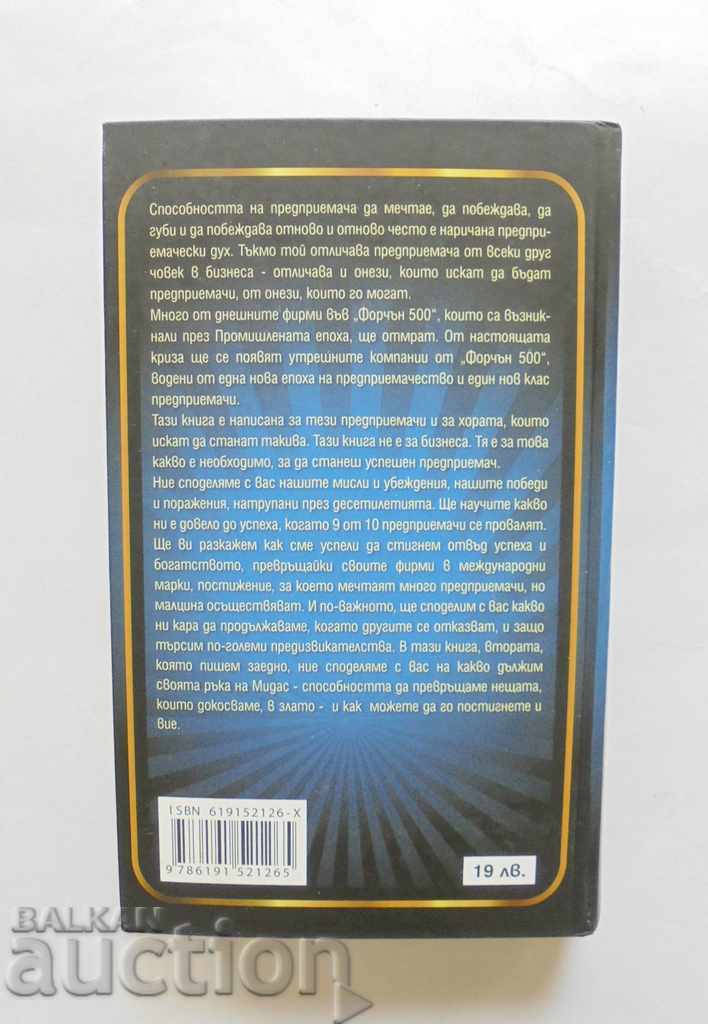 Способността на предприемача да мечтае, да побеждава, да
губи и да побеждава отново и отново често е наричана предпри-
емачески дух. Тъкмо той отличава предприемача от всеки друг
човек в бизнеса - отличава и онези, които искат да бъдат
предприемачи, от онези, които го могат.
Много от днешните фирми във „Форчън 500“, които са възник-
нали през Промишлената епоха, ще отмрат. От настоящата
криза ще се появят утрешните компании от „Форчън 500“,
водени от една нова епоха на предприемачество и един нов клас
предприемачи.
Тази книга е написана за тези предприемачи и за хората, които
искат да станат такива. Тази книга не е за бизнеса. Тя е за това
какво е необходимо, за да станеш успешен предприемач.
Ние споделяме с вас нашите мисли и убеждения, нашите победи
и поражения, натрупани през десетилетията. Ще научите какво
ни е довело до успеха, когато 9 от 10 предприемачи се провалят.
Ще ви разкажем как сме успели да стигнем отвъд успеха и
богатството, превръщайки своите фирми в международни
марки, постижение, за което мечтаят много предприемачи, но
малцина осъществяват. И по-важното, ще споделим с вас какво
ни кара да продължаваме, когато другите се отказват, и защо
търсим по-големи предизвикателства. В тази книга, втората,
която пишем заедно, ние споделяме с вас на какво дължим
своята ръка на Мидас - способността да превръщаме нещата,
които докосваме, в злато - и как можете да го постигнете и
вие.
ISBN 619152126-X
9 786191 521265
19 лв.
BALKAN
auction